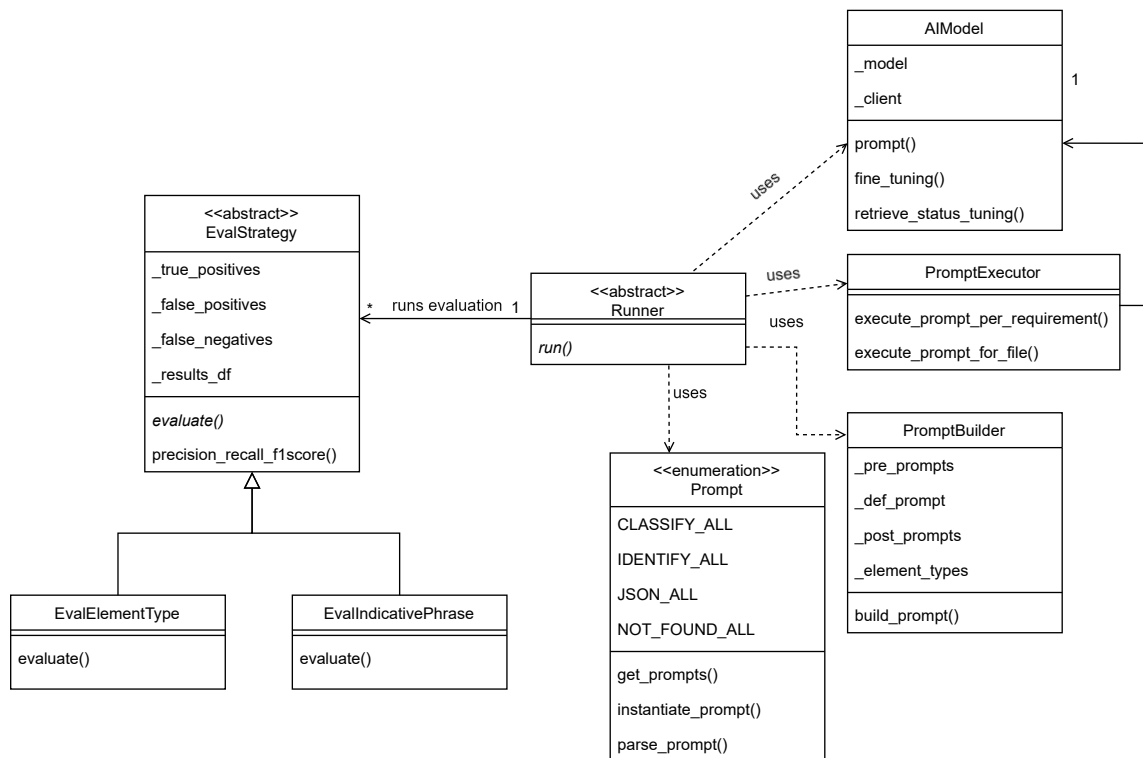 AIModel
_model
_client
prompt()
fine_tuning()
retrieve_status_tuning()
1
uses
<<abstract>>
EvalStrategy
_true_positives
_false_positives
_false_negatives
_results_df
evaluate()
precision_recall_f1score()
* runs evaluation 1
<<abstract>>
Runner
run()
uses
PromptExecutor
execute_prompt_per_requirement()
execute_prompt_for_file()
uses
PromptBuilder
_pre_prompts
_def_prompt
_post_prompts
_element_types
build_prompt()
uses
<<enumeration>>
Prompt
CLASSIFY_ALL
IDENTIFY_ALL
JSON_ALL
NOT_FOUND_ALL
get_prompts()
instantiate_prompt()
parse_prompt()
EvalElementType
evaluate()
EvalIndicativePhrase
evaluate()